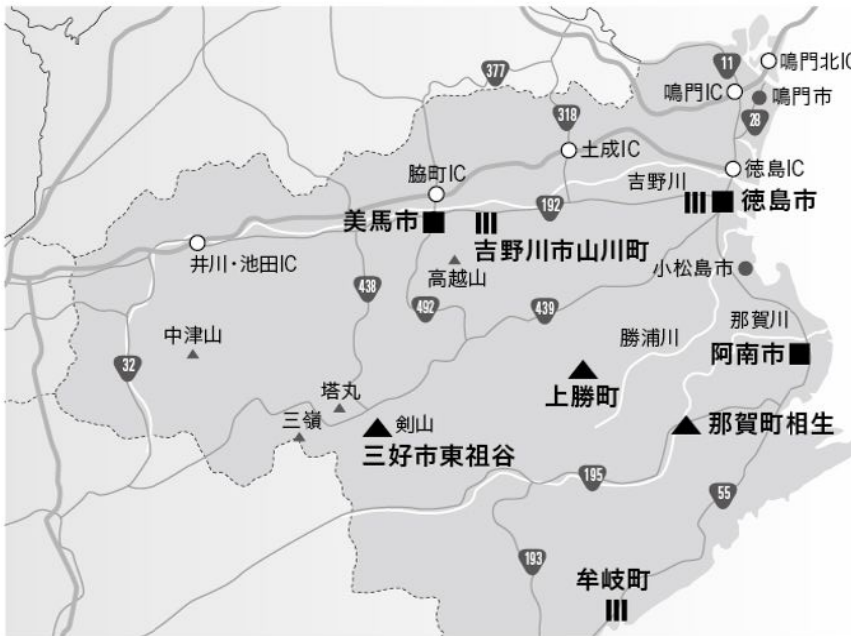 11
鳴門北IC
377
鳴門IC
鳴門市
28
318
土成IC
徳島IC
脇町IC
吉野川
192
徳島市
美馬市
吉野川市山川町
井川・池田IC
高越山
小松島市
438
492
439
那賀川
中津山
勝浦川
阿南市
32
上勝町
塔丸
三嶺
剣山
那賀町相生
三好市東祖谷
195
55
193
牟岐町